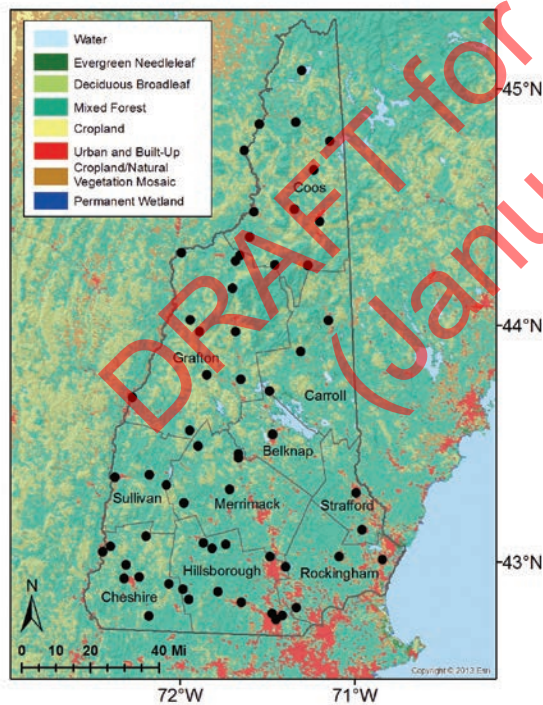 Water
Evergreen Needleleaf
Deciduous Broadleaf
Mixed Forest
Cropland
Urban and Built-Up
Cropland/Natural
Vegetation Mosaic
Permanent Wetland
DRAFT for
(Janu
45°N
Coos
44°N
Grafton
Carroll
Belknap
Sullivan
Merrimack
Strafford
43°N
Hillsborough
Rockingham
Cheshire
N
0 10 20 40 Mi
Copyright © 2013 Esri
72°W 71°W